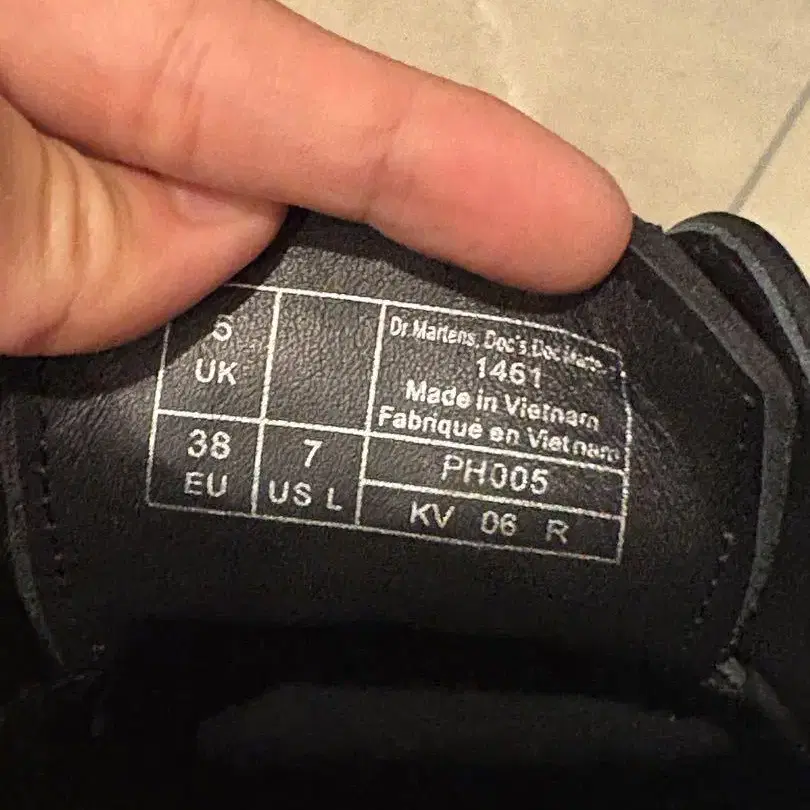 5
UK
38
EU
7
US L
Dr.Martens, Doc's, Doc
1461
Made in Vietnam
Fabriqué en Vietnam
PH005
KV 06 R